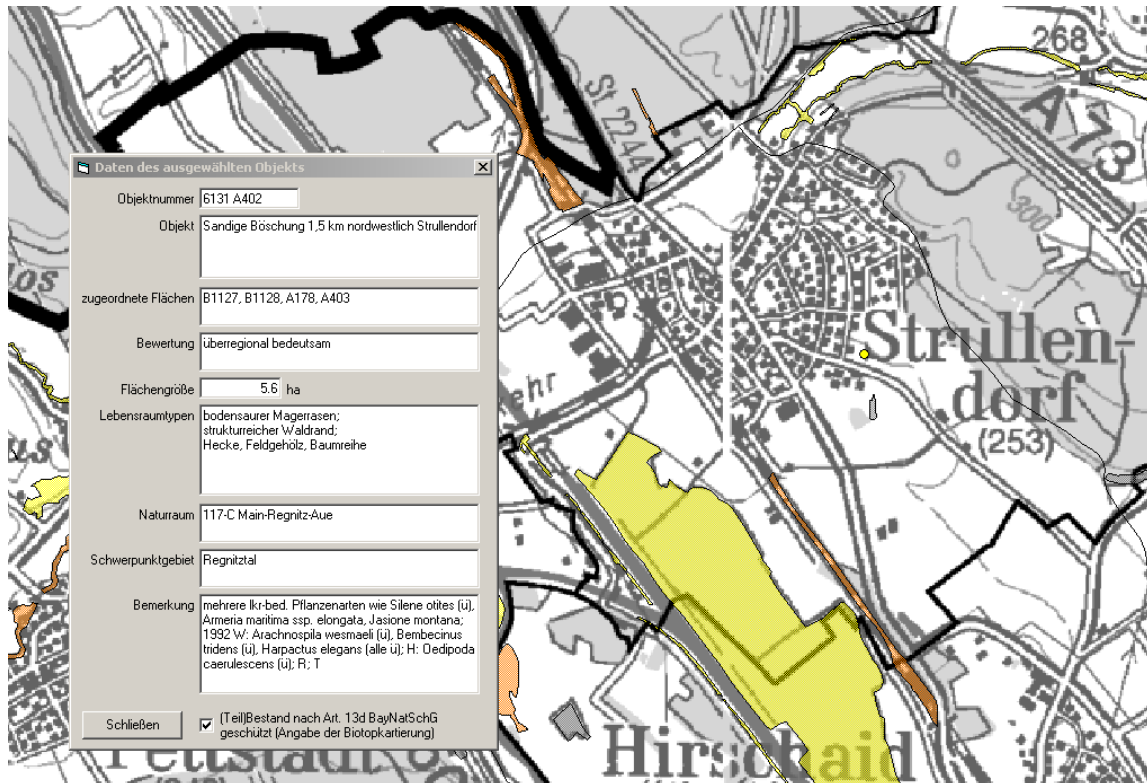 268
St 2244
A 73
300
Daten des ausgewählten Objekts
Objektnummer 6131 A402
Objekt Sandige Böschung 1,5 km nordwestlich Strullendorf
zugeordnete Flächen B1127, B1128, A178, A403
Bewertung überregional bedeutsam
Flächengröße 5.6 ha
Lebensraumtypen bodensaurer Magerrasen;
strukturreicher Waldrand;
Hecke, Feldgehölz, Baumreihe
Naturraum 117-C Main-Regnitz-Aue
Schwerpunktgebiet Regnitztal
Bemerkung mehrere lkr-bed. Pflanzenarten wie Silene otites (ü),
Armeria maritima ssp. elongata, Jasione montana;
1992 W: Arachnospila wesmaeli (ü), Bembecinus
tridens (ü), Harpactus elegans (alle ü); H: Oedipoda
caerulescens (ü); R; T
Schließen
(Teil)Bestand nach Art. 13d BayNatSchG
geschützt (Angabe der Biotopkartierung)
Strullen-
dorf
(253)
Hirschaid